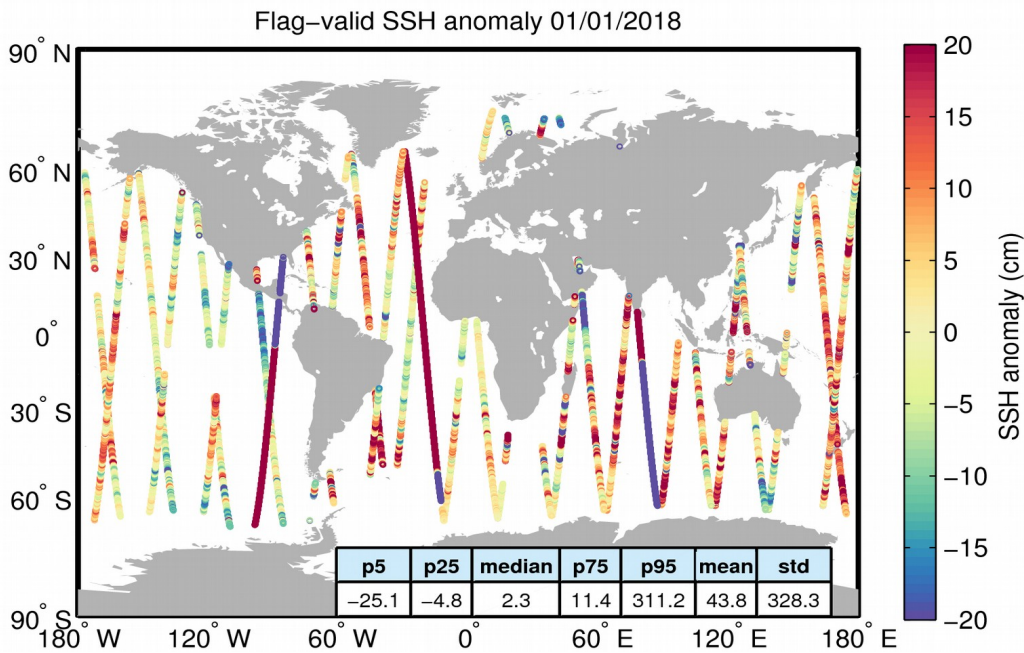 Flag−valid SSH anomaly 01/01/2018
90° N
60° N
30° N
0°
30° S
60° S
90° S
180° W 120° W 60° W 0° 60° E 120° E 180° E
p5 p25 median p75 p95 mean std
−25.1 −4.8 2.3 11.4 311.2 43.8 328.3
20
15
10
5
0
−5
−10
−15
−20
SSH anomaly (cm)